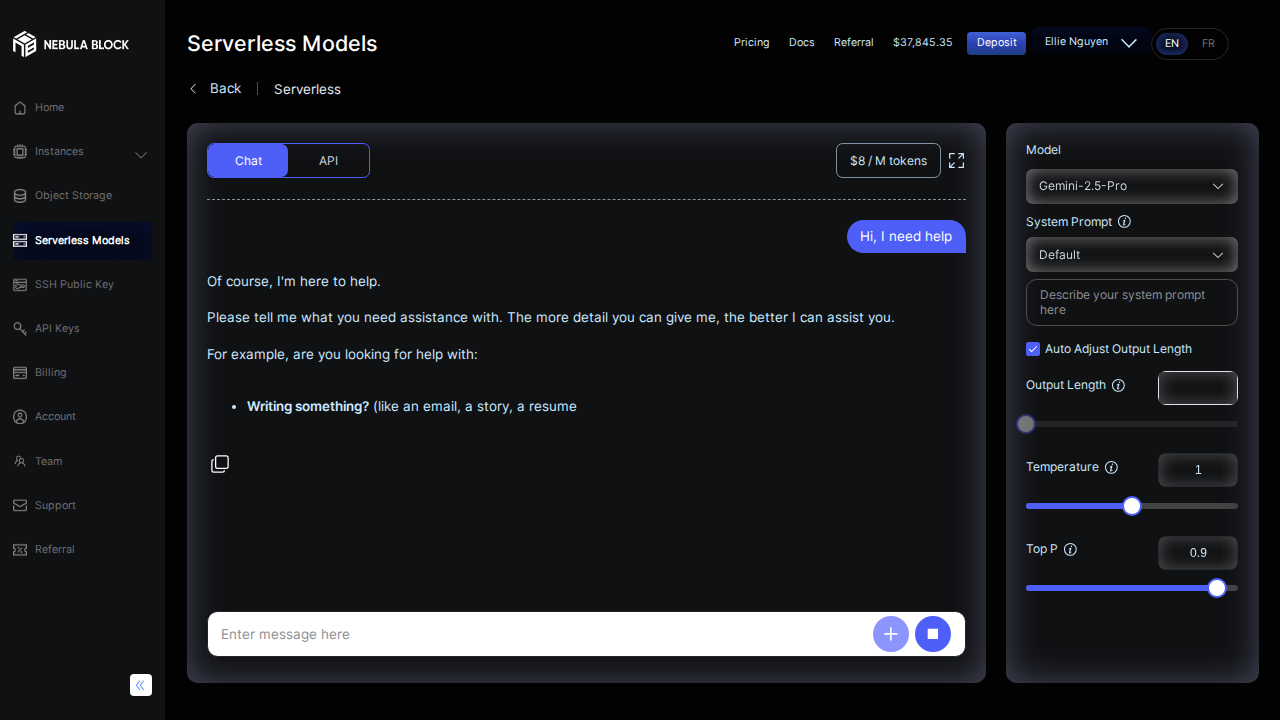 NEBULA BLOCK
Home
Instances
Object Storage
Serverless Models
SSH Public Key
API Keys
Billing
Account
Team
Support
Referral
Serverless Models
Pricing
Docs
Referral
$37,845.35
Deposit
Ellie Nguyen
EN
FR
Back
Serverless
Chat
API
$8 / M tokens
Hi, I need help
Of course, I'm here to help.
Please tell me what you need assistance with. The more detail you can give me, the better I can assist you.
For example, are you looking for help with:
• Writing something? (like an email, a story, a resume
Enter message here
Model
Gemini-2.5-Pro
System Prompt
Default
Describe your system prompt
here
Auto Adjust Output Length
Output Length
Temperature
1
Top P
0.9